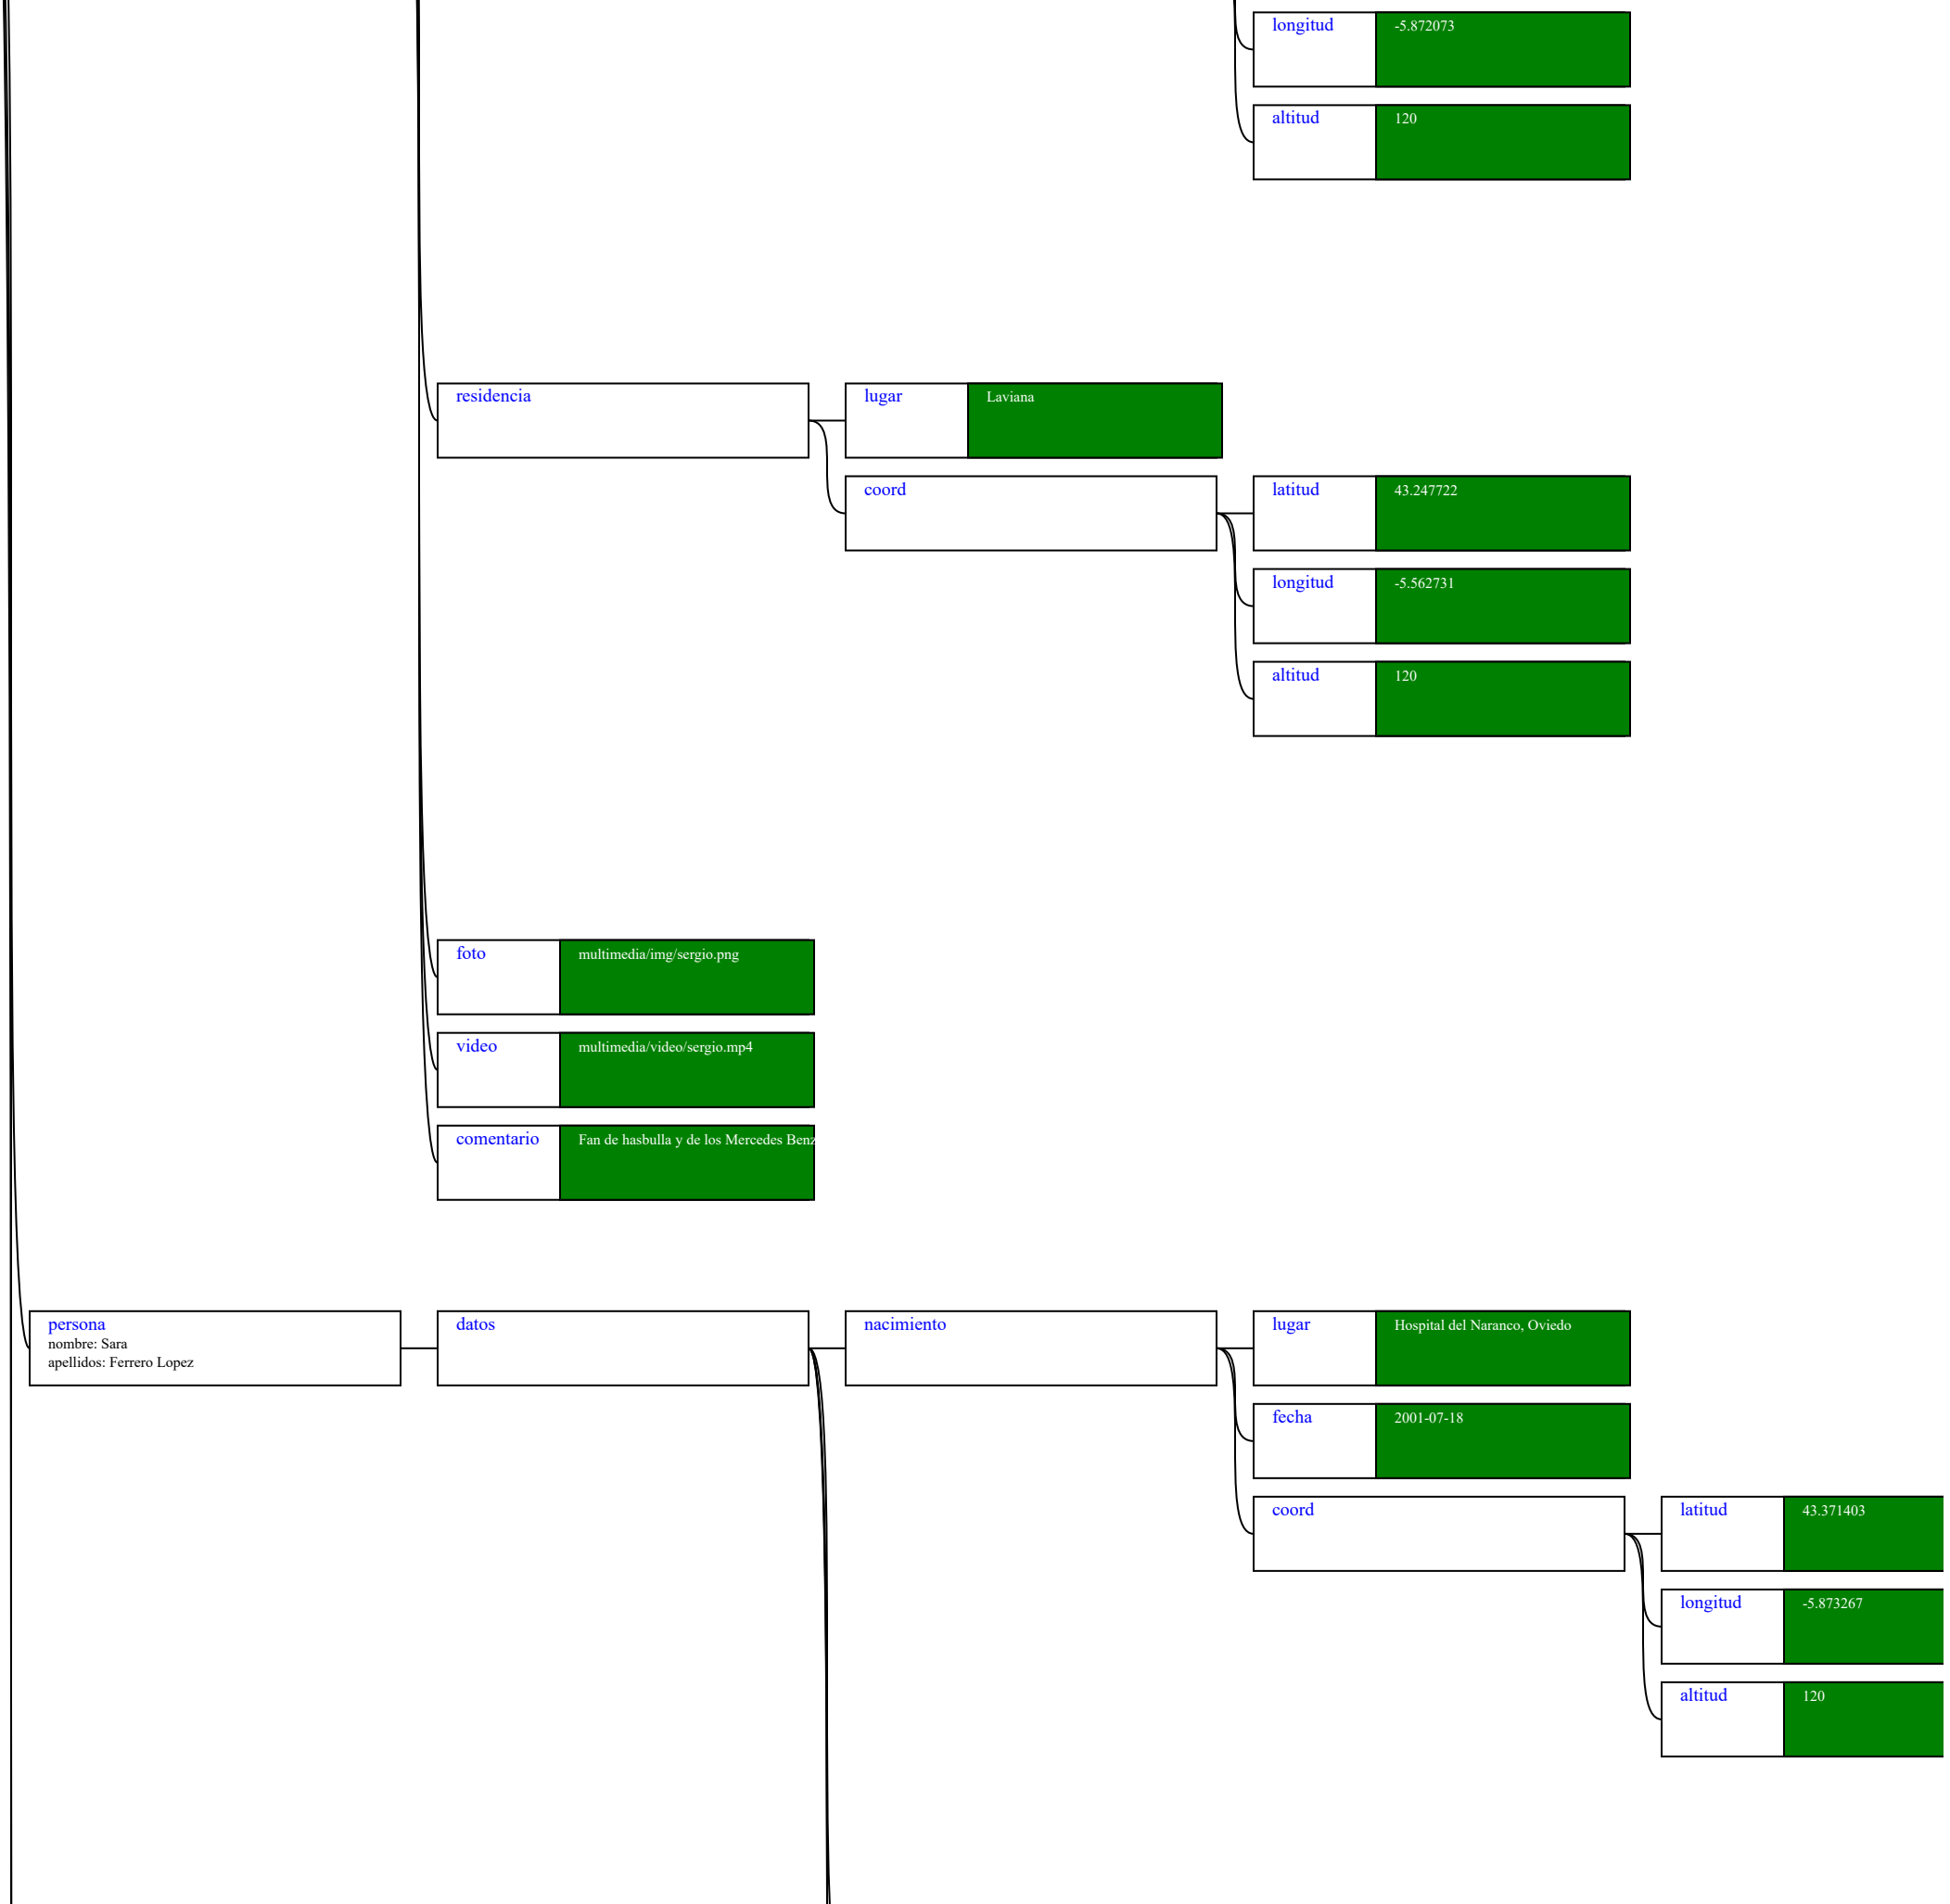 longitud -5.872073
altitud 120
residencia lugar Laviana
coord latitud 43.247722
longitud -5.562731
altitud 120
foto multimedia/img/sergio.png
video multimedia/video/sergio.mp4
comentario Fan de hasbulla y de los Mercedes Benz
persona datos nacimiento lugar Hospital del Naranco, Oviedo
nombre: Sara
apellidos: Ferrero Lopez
fecha 2001-07-18
coord latitud 43.371403
longitud -5.873267
altitud 120